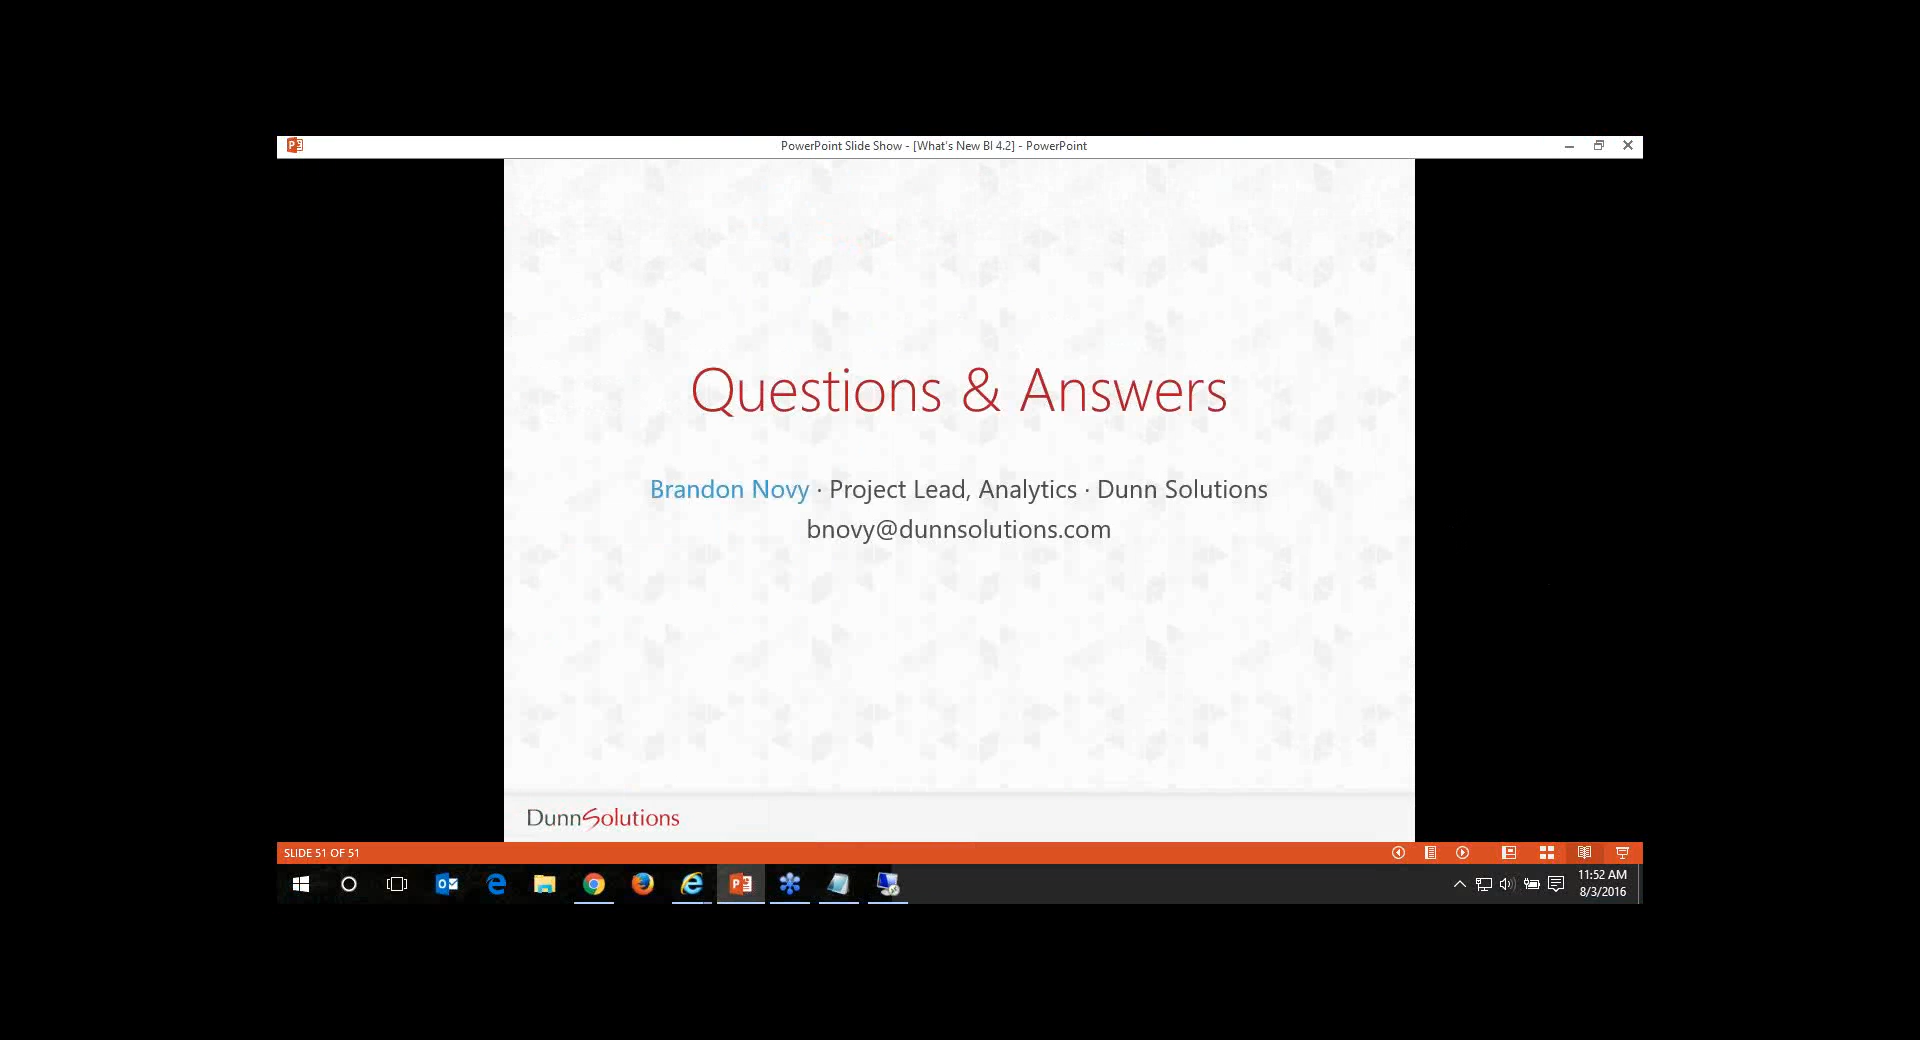 PowerPoint Slide Show - [What's New BI 4.2] - PowerPoint
Questions & Answers
Brandon Novy · Project Lead, Analytics · Dunn Solutions
bnovy@dunnsolutions.com
DunnSolutions
SLIDE 51 OF 51
11:52 AM
8/3/2016